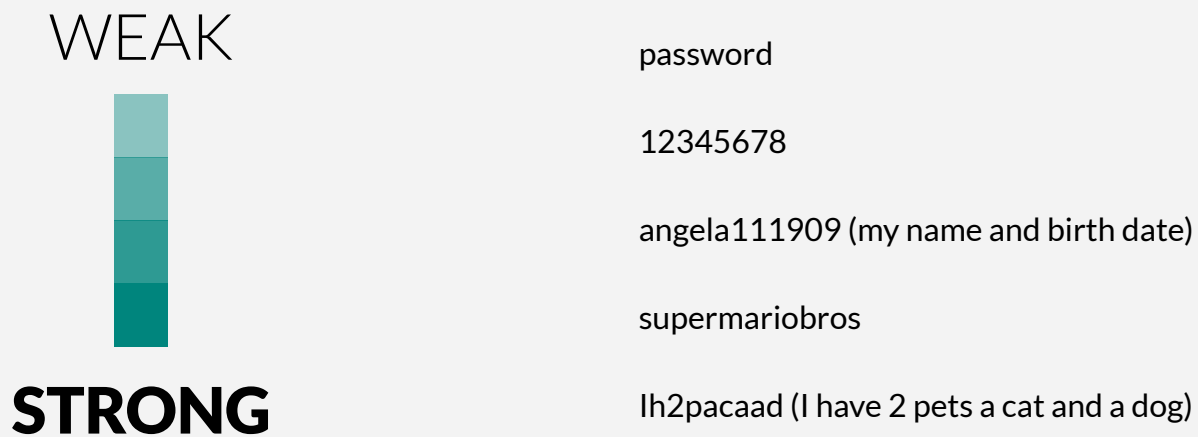 WEAK
password
12345678
angela111909 (my name and birth date)
supermariobros
STRONG
Ih2pacaad (I have 2 pets a cat and a dog)